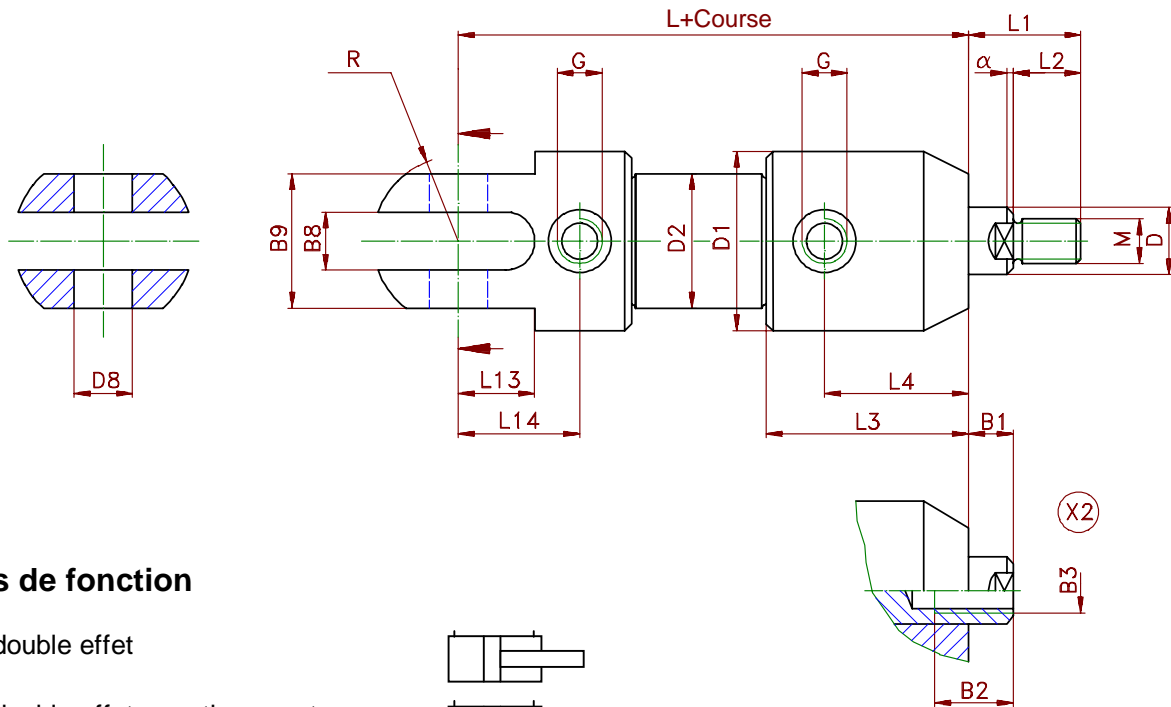 L+Course
L1
R
G
G
α
L2
B9
B8
D2
D1
M
D
D8
L13
L4
L14
L3
B1
X2
s de fonction
B3
double effet
B2